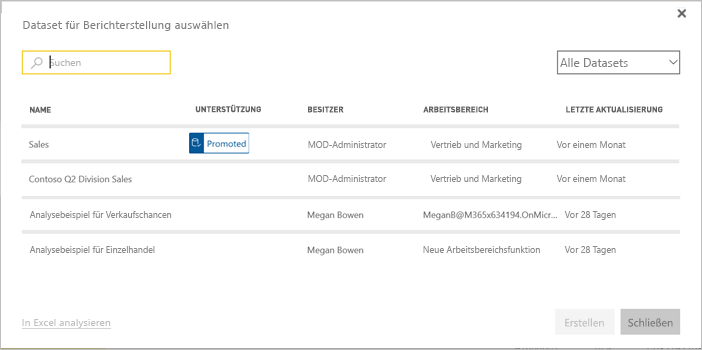 Dataset für Berichterstellung auswählen
Suchen
Alle Datasets
NAME UNTERSTÜTZUNG BESITZER ARBEITSBEREICH LETZTE AKTUALISIERUNG
Sales Promoted MOD-Administrator Vertrieb und Marketing Vor einem Monat
Contoso Q2 Division Sales MOD-Administrator Vertrieb und Marketing Vor einem Monat
Analysebeispiel für Verkaufschancen Megan Bowen MeganB@M365x634194.OnMicr... Vor 28 Tagen
Analysebeispiel für Einzelhandel Megan Bowen Neue Arbeitsbereichsfunktion Vor 28 Tagen
In Excel analysieren Erstellen Schließen